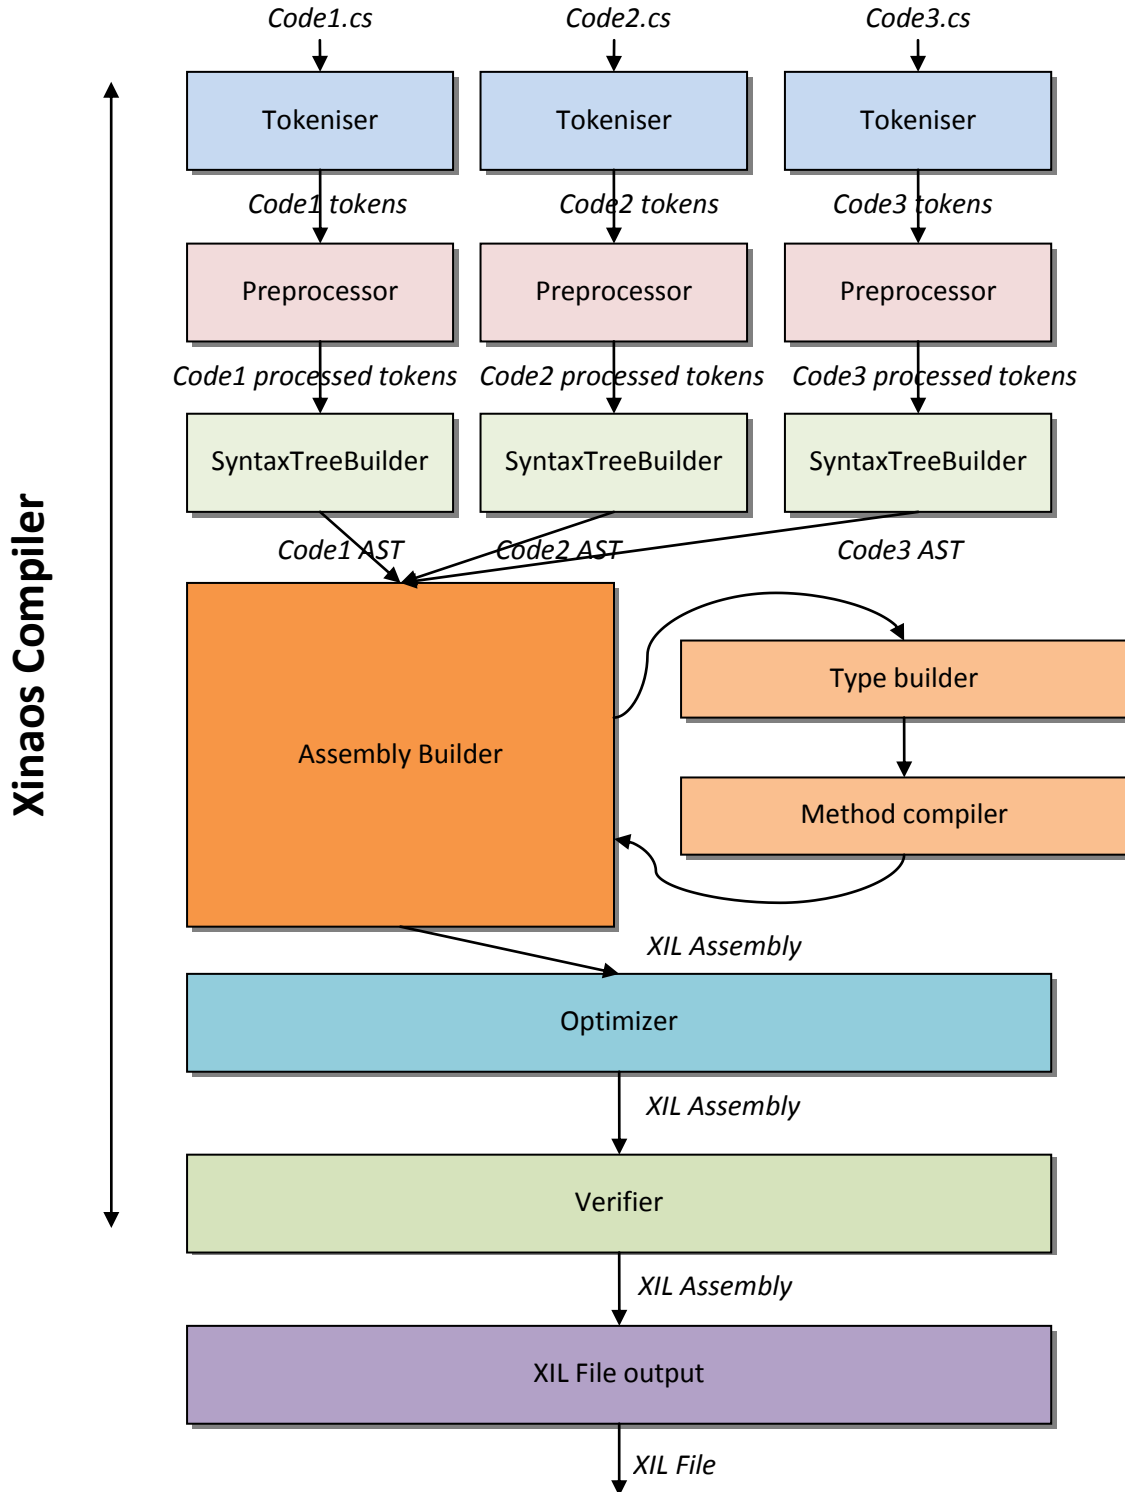 Code1.cs
Code2.cs
Code3.cs
Tokeniser
Tokeniser
Tokeniser
Code1 tokens
Code2 tokens
Code3 tokens
Preprocessor
Preprocessor
Preprocessor
Code1 processed tokens
Code2 processed tokens
Code3 processed tokens
SyntaxTreeBuilder
SyntaxTreeBuilder
SyntaxTreeBuilder
Code1 AST
Code2 AST
Code3 AST
Xinaos Compiler
Assembly Builder
Type builder
Method compiler
XIL Assembly
Optimizer
XIL Assembly
Verifier
XIL Assembly
XIL File output
XIL File